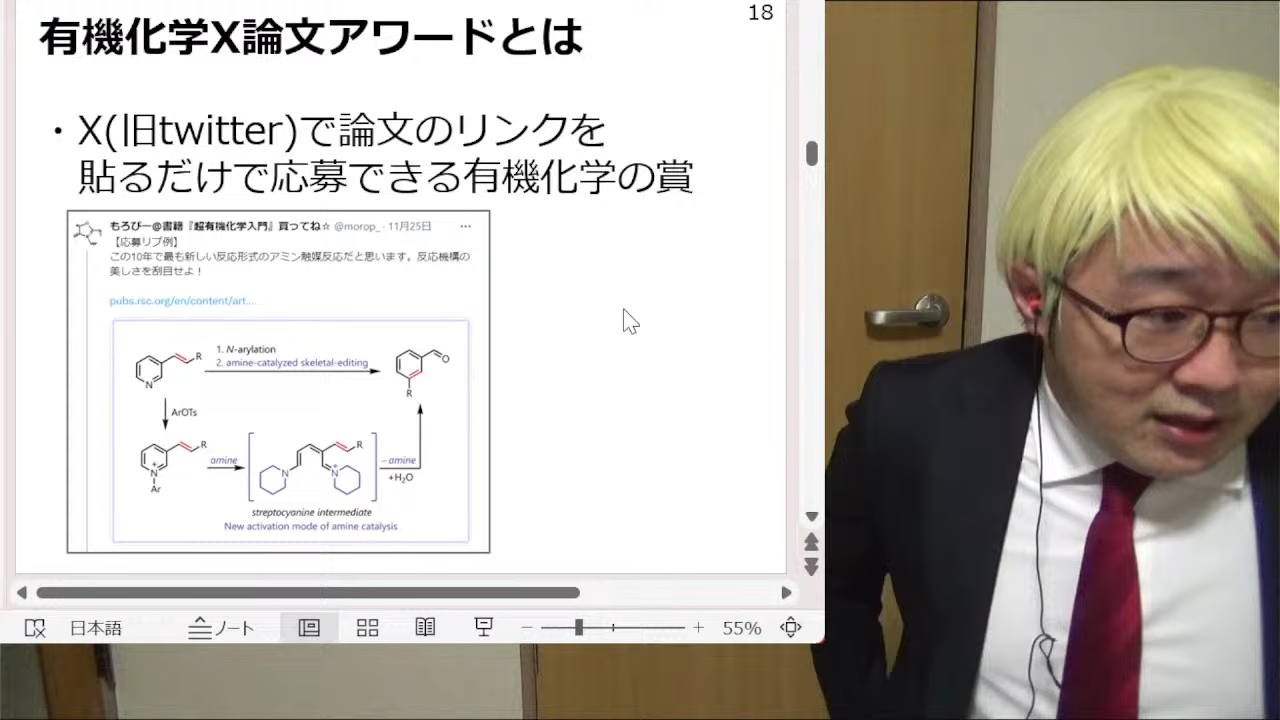 18
有機化学X論文アワードとは
・X(旧twitter)で論文のリンクを
貼るだけで応募できる有機化学の賞
もろぴー@書籍『超有機化学入門』買ってね☆ @morop_ · 11月25日 …
【応募リプ例】
この10年で最も新しい反応形式のアミン触媒反応だと思います。反応機構の
美しさを刮目せよ！
pubs.rsc.org/en/content/art…
1. N-arylation
2. amine-catalyzed skeletal-editing
R
N
O
R
ArOTs
R
N
+
Ar
amine
N
R
N
+
–amine
+H₂O
streptocyanine intermediate
New activation mode of amine catalysis
日本語
ノート
55%